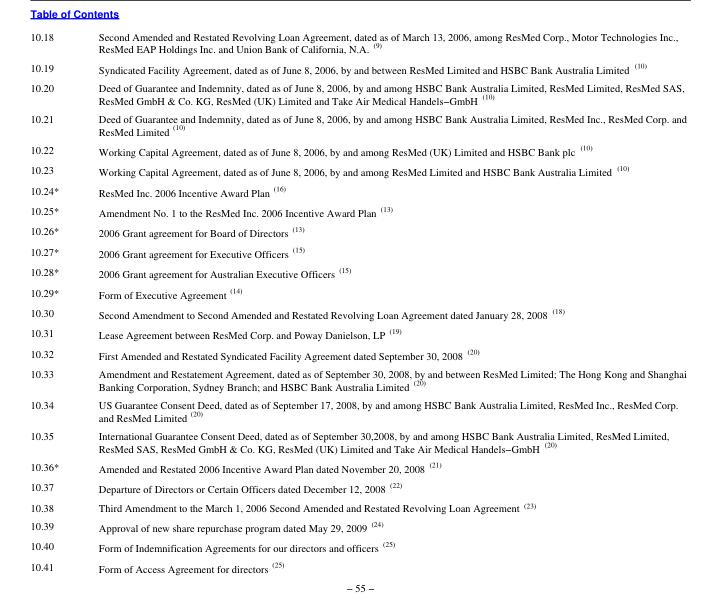 Table of Contents
10.18 Second Amended and Restated Revolving Loan Agreement, dated as of March 13, 2006, among ResMed Corp., Motor Technologies Inc.,
ResMed EAP Holdings Inc. and Union Bank of California, N.A. (9)
10.19 Syndicated Facility Agreement, dated as of June 8, 2006, by and between ResMed Limited and HSBC Bank Australia Limited (10)
10.20 Deed of Guarantee and Indemnity, dated as of June 8, 2006, by and among HSBC Bank Australia Limited, ResMed Limited, ResMed SAS,
ResMed GmbH & Co. KG, ResMed (UK) Limited and Take Air Medical Handels−GmbH (10)
10.21 Deed of Guarantee and Indemnity, dated as of June 8, 2006, by and among HSBC Bank Australia Limited, ResMed Inc., ResMed Corp. and
ResMed Limited (10)
10.22 Working Capital Agreement, dated as of June 8, 2006, by and among ResMed (UK) Limited and HSBC Bank plc (10)
10.23 Working Capital Agreement, dated as of June 8, 2006, by and among ResMed Limited and HSBC Bank Australia Limited (10)
10.24* ResMed Inc. 2006 Incentive Award Plan (16)
10.25* Amendment No. 1 to the ResMed Inc. 2006 Incentive Award Plan (13)
10.26* 2006 Grant agreement for Board of Directors (13)
10.27* 2006 Grant agreement for Executive Officers (15)
10.28* 2006 Grant agreement for Australian Executive Officers (15)
10.29* Form of Executive Agreement (14)
10.30 Second Amendment to Second Amended and Restated Revolving Loan Agreement dated January 28, 2008 (18)
10.31 Lease Agreement between ResMed Corp. and Poway Danielson, LP (19)
10.32 First Amended and Restated Syndicated Facility Agreement dated September 30, 2008 (20)
10.33 Amendment and Restatement Agreement, dated as of September 30, 2008, by and between ResMed Limited; The Hong Kong and Shanghai
Banking Corporation, Sydney Branch; and HSBC Bank Australia Limited (20)
10.34 US Guarantee Consent Deed, dated as of September 17, 2008, by and among HSBC Bank Australia Limited, ResMed Inc., ResMed Corp.
and ResMed Limited (20)
10.35 International Guarantee Consent Deed, dated as of September 30,2008, by and among HSBC Bank Australia Limited, ResMed Limited,
ResMed SAS, ResMed GmbH & Co. KG, ResMed (UK) Limited and Take Air Medical Handels−GmbH (20)
10.36* Amended and Restated 2006 Incentive Award Plan dated November 20, 2008 (21)
10.37 Departure of Directors or Certain Officers dated December 12, 2008 (22)
10.38 Third Amendment to the March 1, 2006 Second Amended and Restated Revolving Loan Agreement (23)
10.39 Approval of new share repurchase program dated May 29, 2009 (24)
10.40 Form of Indemnification Agreements for our directors and officers (25)
10.41 Form of Access Agreement for directors (25)
– 55 –